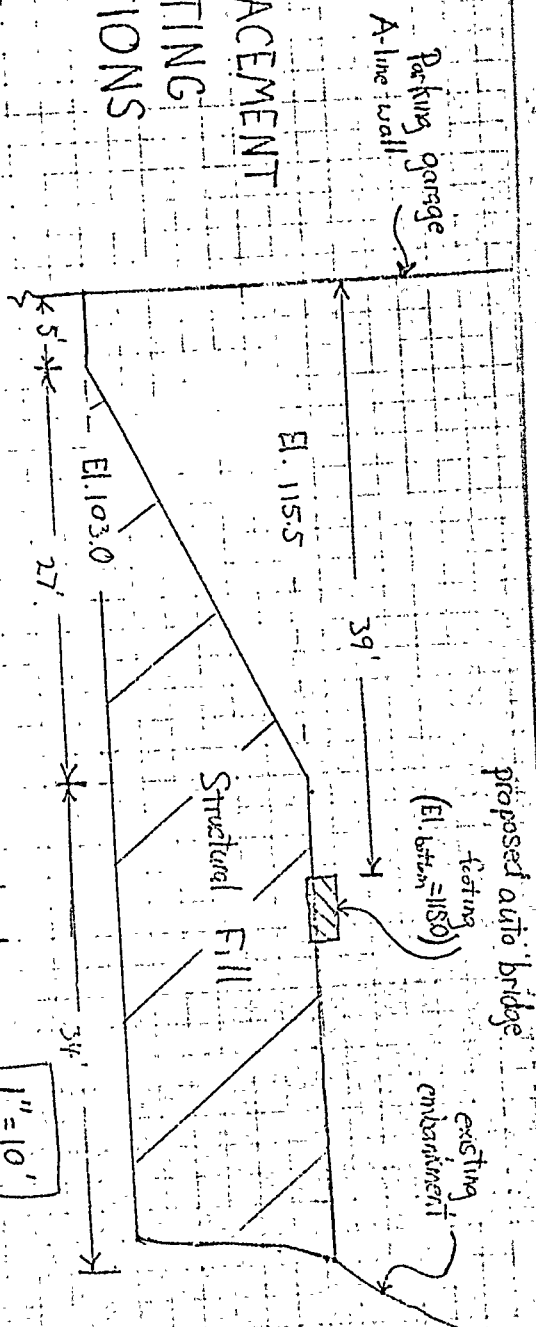 ACEMENT
TING
IONS
Parking garage
A-line wall
proposed auto bridge
footing
(El. bottom = 115.0)
existing
embankment
39'
El. 115.5
El. 103.0
Structural Fill
5'
27'
34'
1" = 10'